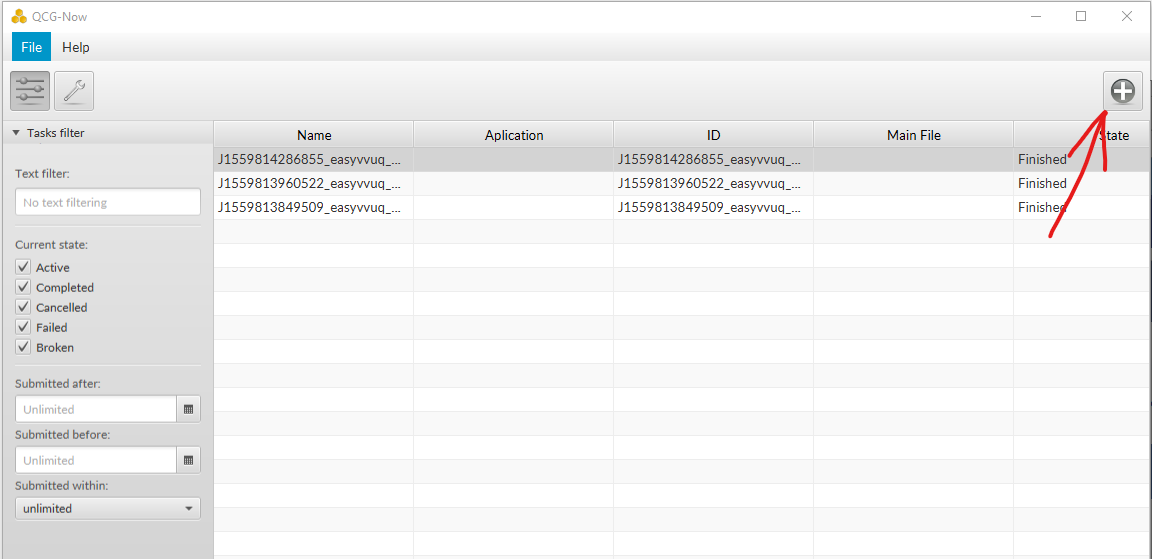 QCG-Now
File Help
Tasks filter
Name Aplication ID Main File State
J1559814286855_easyvvuq_... J1559814286855_easyvvuq_... Finished
J1559813960522_easyvvuq_... J1559813960522_easyvvuq_... Finished
J1559813849509_easyvvuq_... J1559813849509_easyvvuq_... Finished
Text filter:
No text filtering
Current state:
Active
Completed
Cancelled
Failed
Broken
Submitted after:
Unlimited
Submitted before:
Unlimited
Submitted within:
unlimited